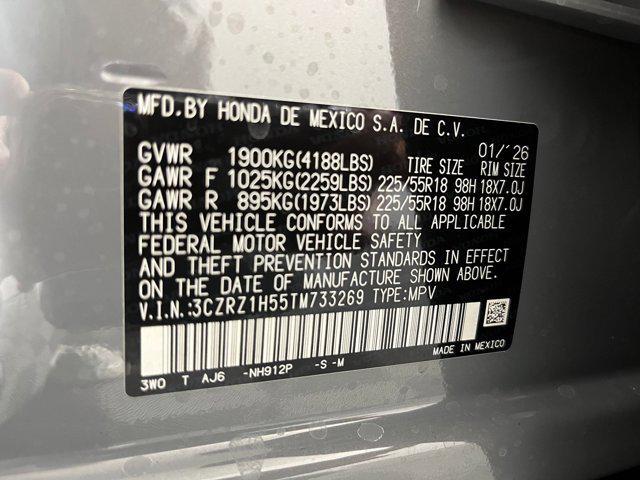 MFD.BY HONDA DE MEXICO S.A. DE C.V.
01/'26
GVWR 1900KG(4188LBS) TIRE SIZE RIM SIZE
GAWR F 1025KG(2259LBS) 225/55R18 98H 18X7.0J
GAWR R 895KG(1973LBS) 225/55R18 98H 18X7.0J
THIS VEHICLE CONFORMS TO ALL APPLICABLE
FEDERAL MOTOR VEHICLE SAFETY
AND THEFT PREVENTION STANDARDS IN EFFECT
ON THE DATE OF MANUFACTURE SHOWN ABOVE.
V.I.N.:3CZRZ1H55TM733269 TYPE:MPV
3W0 T AJ6 -NH912P -S -M MADE IN MEXICO